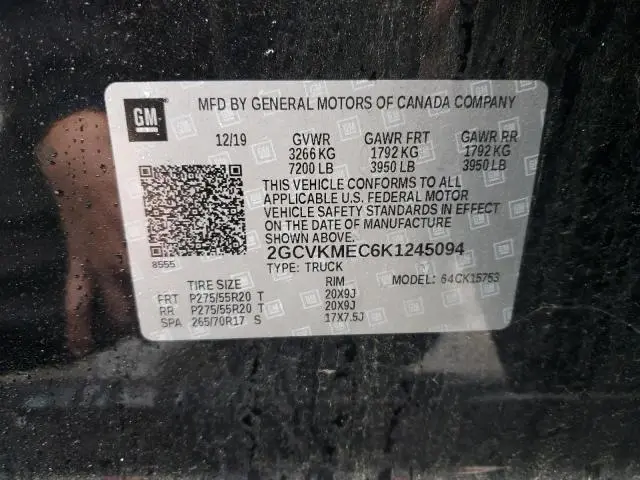 GM
MFD BY GENERAL MOTORS OF CANADA COMPANY
12/19 GVWR GAWR FRT GAWR RR
3266 KG 1792 KG 1792 KG
7200 LB 3950 LB 3950 LB
THIS VEHICLE CONFORMS TO ALL
APPLICABLE U.S. FEDERAL MOTOR
VEHICLE SAFETY STANDARDS IN EFFECT
ON THE DATE OF MANUFACTURE
SHOWN ABOVE.
8555
2GCVKMEC6K1245094
TYPE: TRUCK MODEL: 64CK15753
TIRE SIZE RIM
FRT P275/55R20 T 20X9J
RR P275/55R20 T 20X9J
SPA 265/70R17 S 17X7.5J